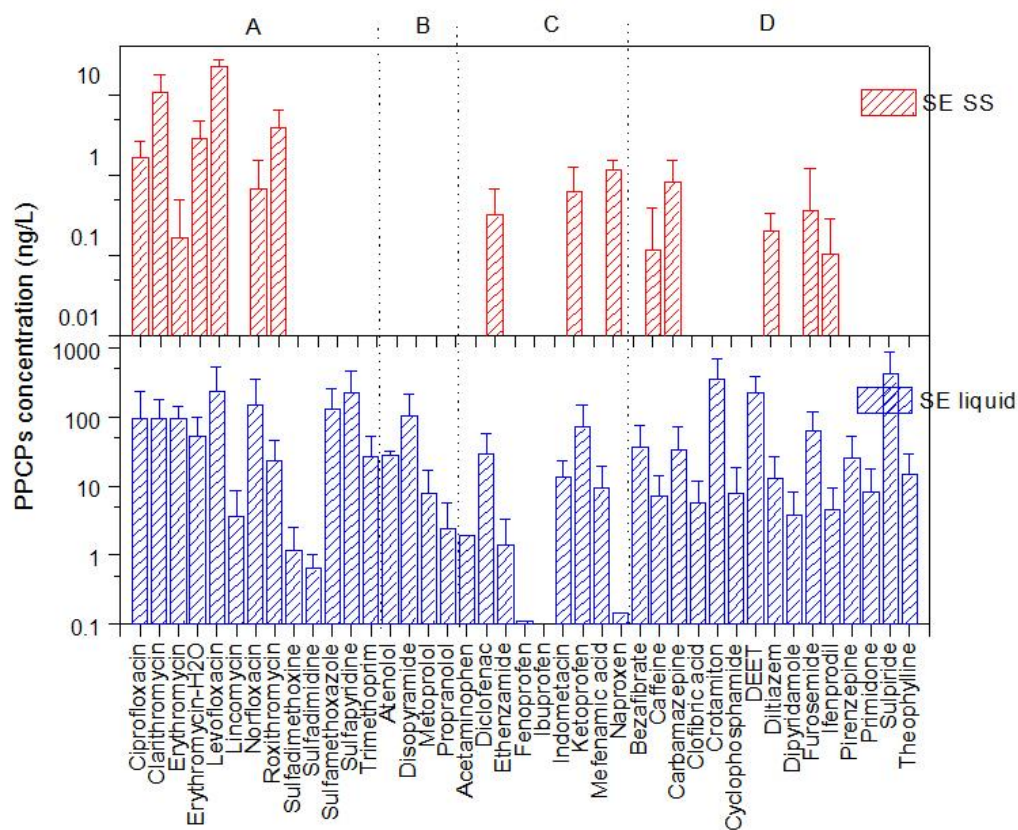 A B C D
PPCPs concentration (ng/L)
10
1
0.1
0.01
SE SS
1000
100
10
1
0.1
SE liquid
Ciprofloxacin
Clarithromycin
Erythromycin
Erythromycin-H2O
Levofloxacin
Lincomycin
Norfloxacin
Roxithromycin
Sulfadimethoxine
Sulfadimidine
Sulfamethoxazole
Sulfapyridine
Trimethoprim
Atenolol
Disopyramide
Metoprolol
Propranolol
Acetaminophen
Diclofenac
Ethenzamide
Fenoprofen
Ibuprofen
Indometacin
Ketoprofen
Mefenamic acid
Naproxen
Bezafibrate
Caffeine
Carbamazepine
Clofibric acid
Crotamiton
Cyclophosphamide
DEET
Diltiazem
Dipyridamole
Furosemide
Ifenprodil
Pirenzepine
Primidone
Sulpiride
Theophylline